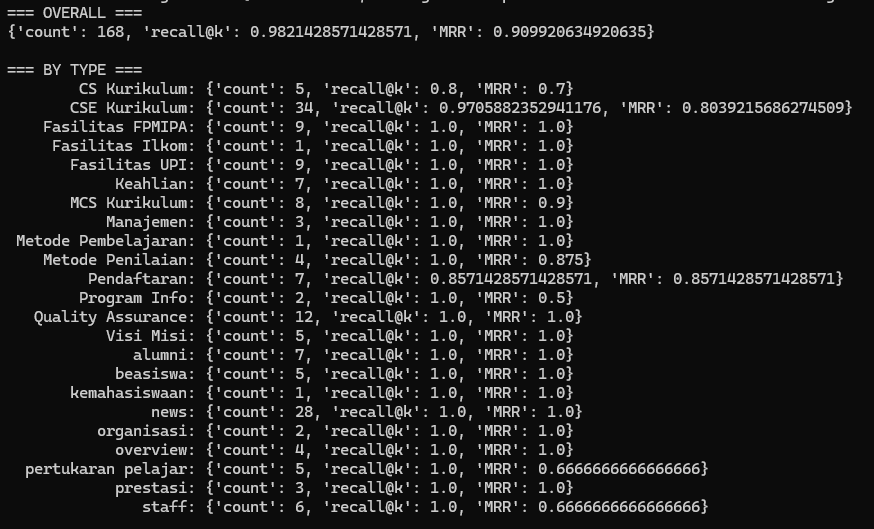 === OVERALL ===
{'count': 168, 'recall@k': 0.9821428571428571, 'MRR': 0.909920634920635}
=== BY TYPE ===
CS Kurikulum: {'count': 5, 'recall@k': 0.8, 'MRR': 0.7}
CSE Kurikulum: {'count': 34, 'recall@k': 0.9705882352941176, 'MRR': 0.8039215686274509}
Fasilitas FPMIPA: {'count': 9, 'recall@k': 1.0, 'MRR': 1.0}
Fasilitas Ilkom: {'count': 1, 'recall@k': 1.0, 'MRR': 1.0}
Fasilitas UPI: {'count': 9, 'recall@k': 1.0, 'MRR': 1.0}
Keahlian: {'count': 7, 'recall@k': 1.0, 'MRR': 1.0}
MCS Kurikulum: {'count': 8, 'recall@k': 1.0, 'MRR': 0.9}
Manajemen: {'count': 3, 'recall@k': 1.0, 'MRR': 1.0}
Metode Pembelajaran: {'count': 1, 'recall@k': 1.0, 'MRR': 1.0}
Metode Penilaian: {'count': 4, 'recall@k': 1.0, 'MRR': 0.875}
Pendaftaran: {'count': 7, 'recall@k': 0.8571428571428571, 'MRR': 0.8571428571428571}
Program Info: {'count': 2, 'recall@k': 1.0, 'MRR': 0.5}
Quality Assurance: {'count': 12, 'recall@k': 1.0, 'MRR': 1.0}
Visi Misi: {'count': 5, 'recall@k': 1.0, 'MRR': 1.0}
alumni: {'count': 7, 'recall@k': 1.0, 'MRR': 1.0}
beasiswa: {'count': 5, 'recall@k': 1.0, 'MRR': 1.0}
kemahasiswaan: {'count': 1, 'recall@k': 1.0, 'MRR': 1.0}
news: {'count': 28, 'recall@k': 1.0, 'MRR': 1.0}
organisasi: {'count': 2, 'recall@k': 1.0, 'MRR': 1.0}
overview: {'count': 4, 'recall@k': 1.0, 'MRR': 1.0}
pertukaran pelajar: {'count': 5, 'recall@k': 1.0, 'MRR': 0.6666666666666666}
prestasi: {'count': 3, 'recall@k': 1.0, 'MRR': 1.0}
staff: {'count': 6, 'recall@k': 1.0, 'MRR': 0.6666666666666666}